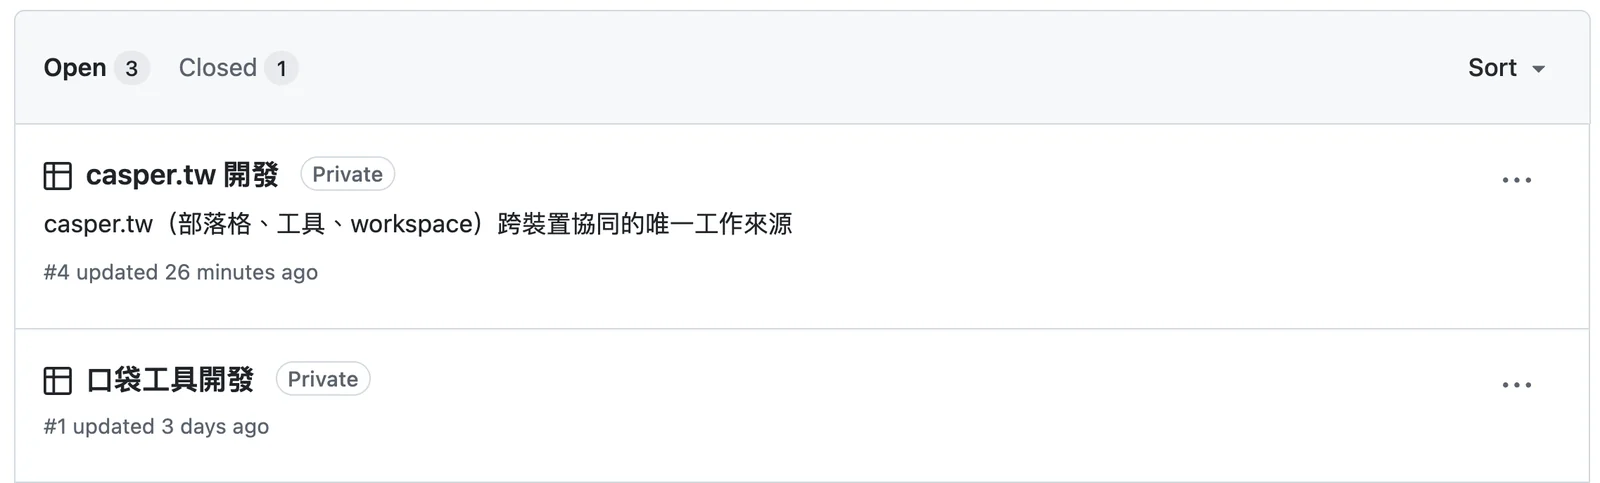 Open 3 Closed 1 Sort
casper.tw 開發 Private
casper.tw（部落格、工具、workspace）跨裝置協同的唯一工作來源
#4 updated 26 minutes ago
口袋工具開發 Private
#1 updated 3 days ago